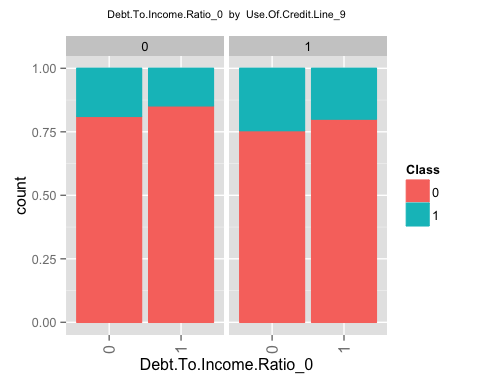 Debt.To.Income.Ratio_0 by Use.Of.Credit.Line_9
0 1
1.00
0.75
0.50
0.25
0.00
count
0 1 0 1
Debt.To.Income.Ratio_0
Class
0
1